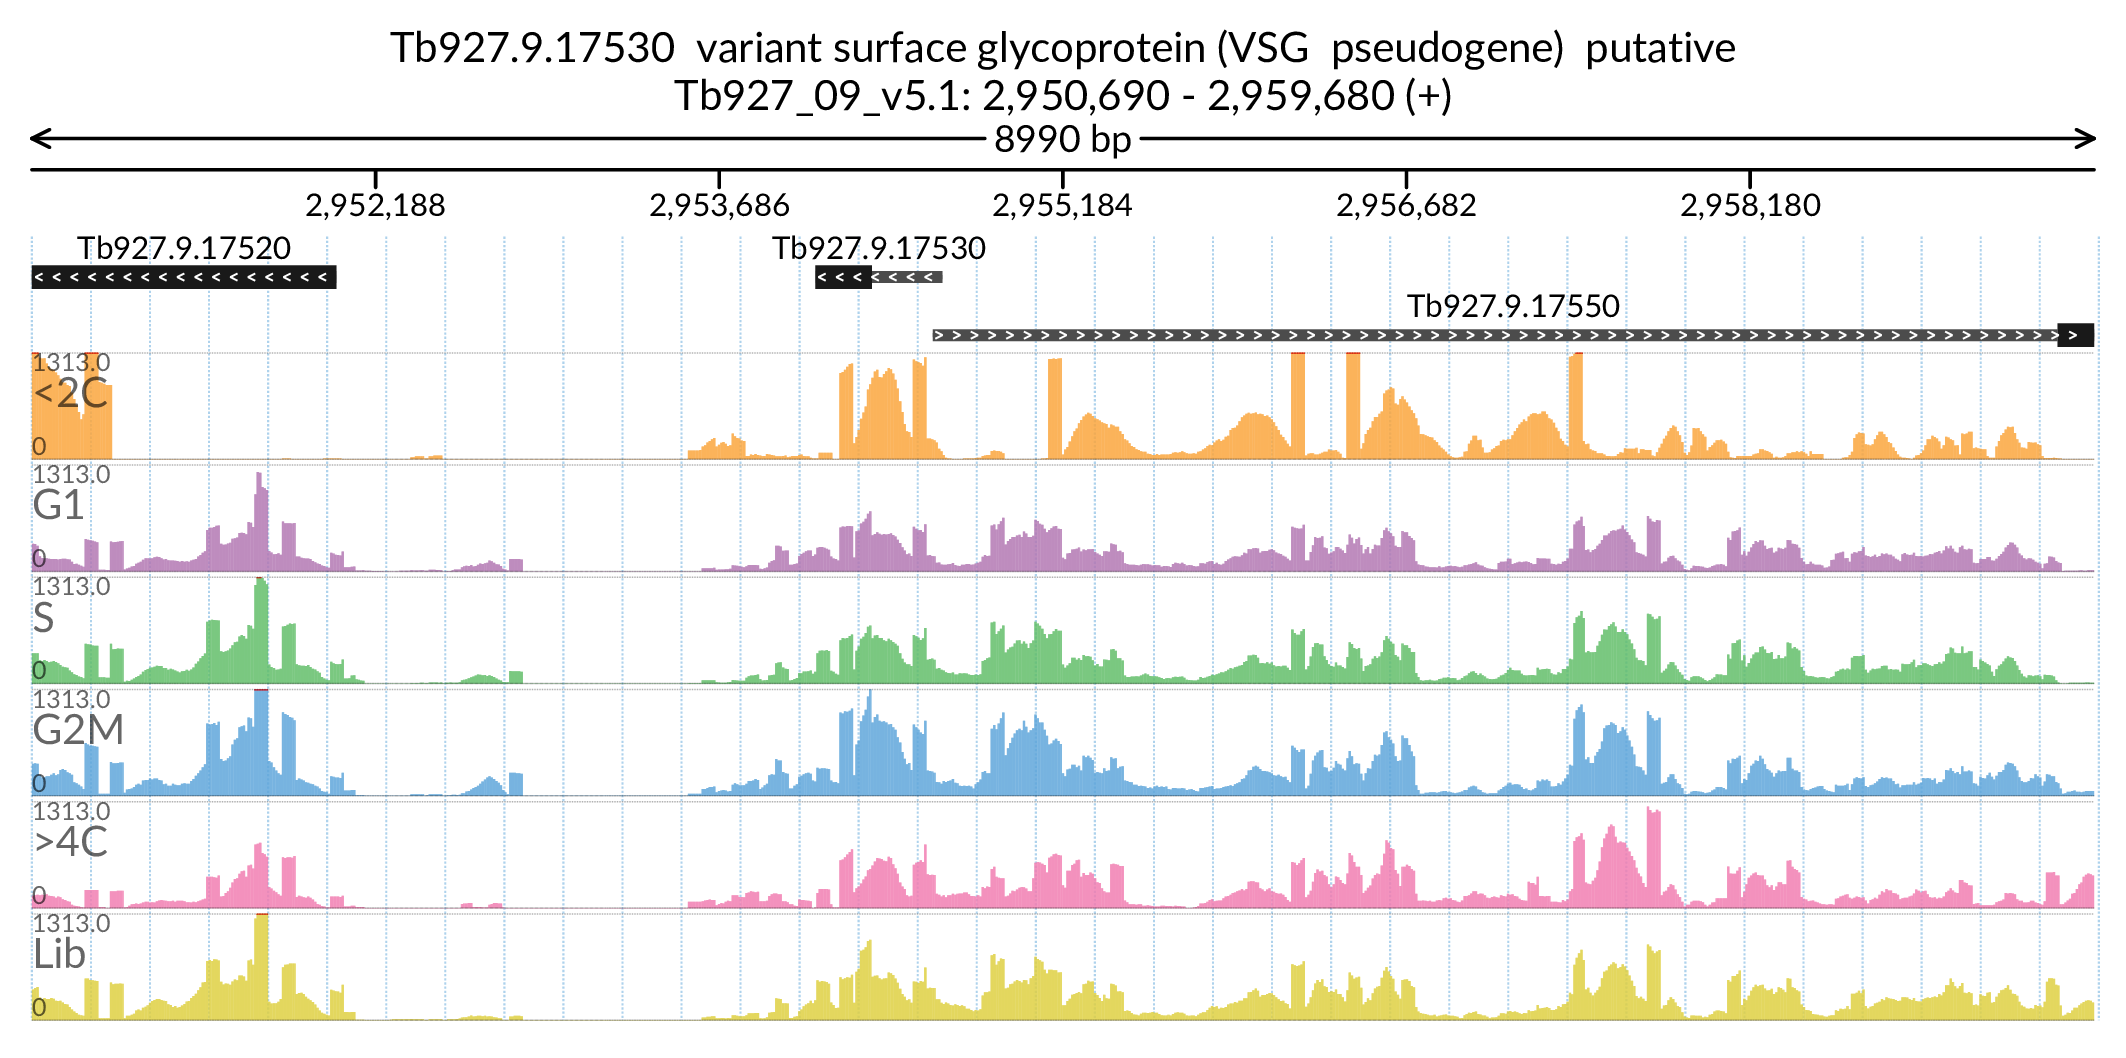 Tb927.9.17530  variant surface glycoprotein (VSG  pseudogene)  putative
Tb927_09_v5.1: 2,950,690 - 2,959,680 (+)
8990 bp
2,952,188 2,953,686 2,955,184 2,956,682 2,958,180
Tb927.9.17520 Tb927.9.17530
Tb927.9.17550
1313.0
<2C
0
1313.0
G1
0
1313.0
S
0
1313.0
G2M
0
1313.0
>4C
0
1313.0
Lib
0